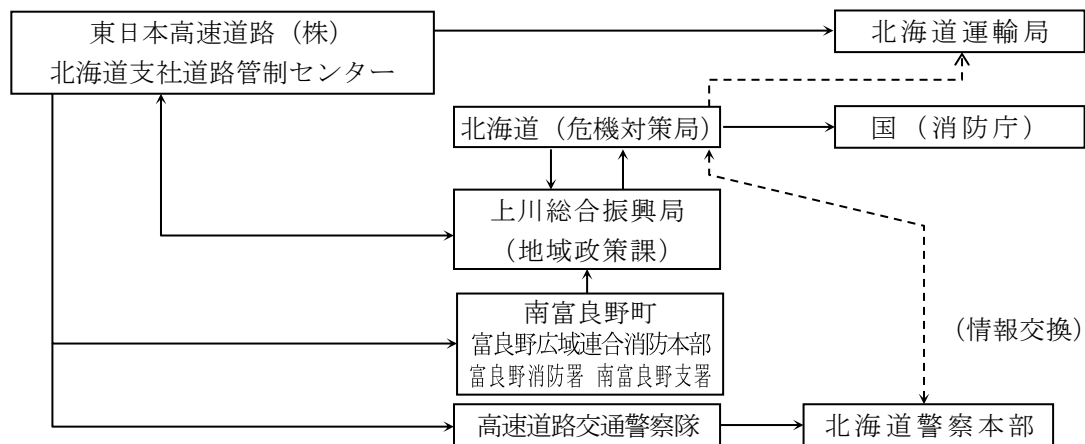 東日本高速道路（株）
北海道支社道路管制センター
北海道運輸局
北海道（危機対策局）
国（消防庁）
上川総合振興局
（地域政策課）
南富良野町
富良野広域連合消防本部
富良野消防署 南富良野支署
（情報交換）
高速道路交通警察隊
北海道警察本部